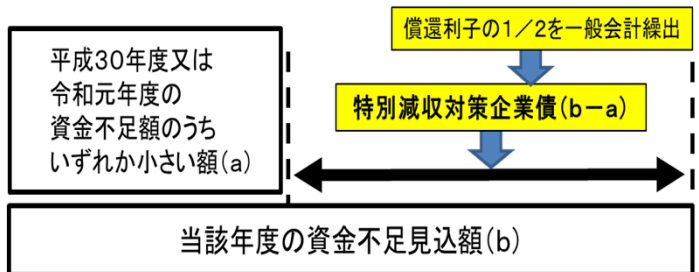 償還利子の1／2を一般会計繰出
平成30年度又は
令和元年度の
資金不足額のうち
いずれか小さい額(a)
特別減収対策企業債(b－a)
当該年度の資金不足見込額(b)